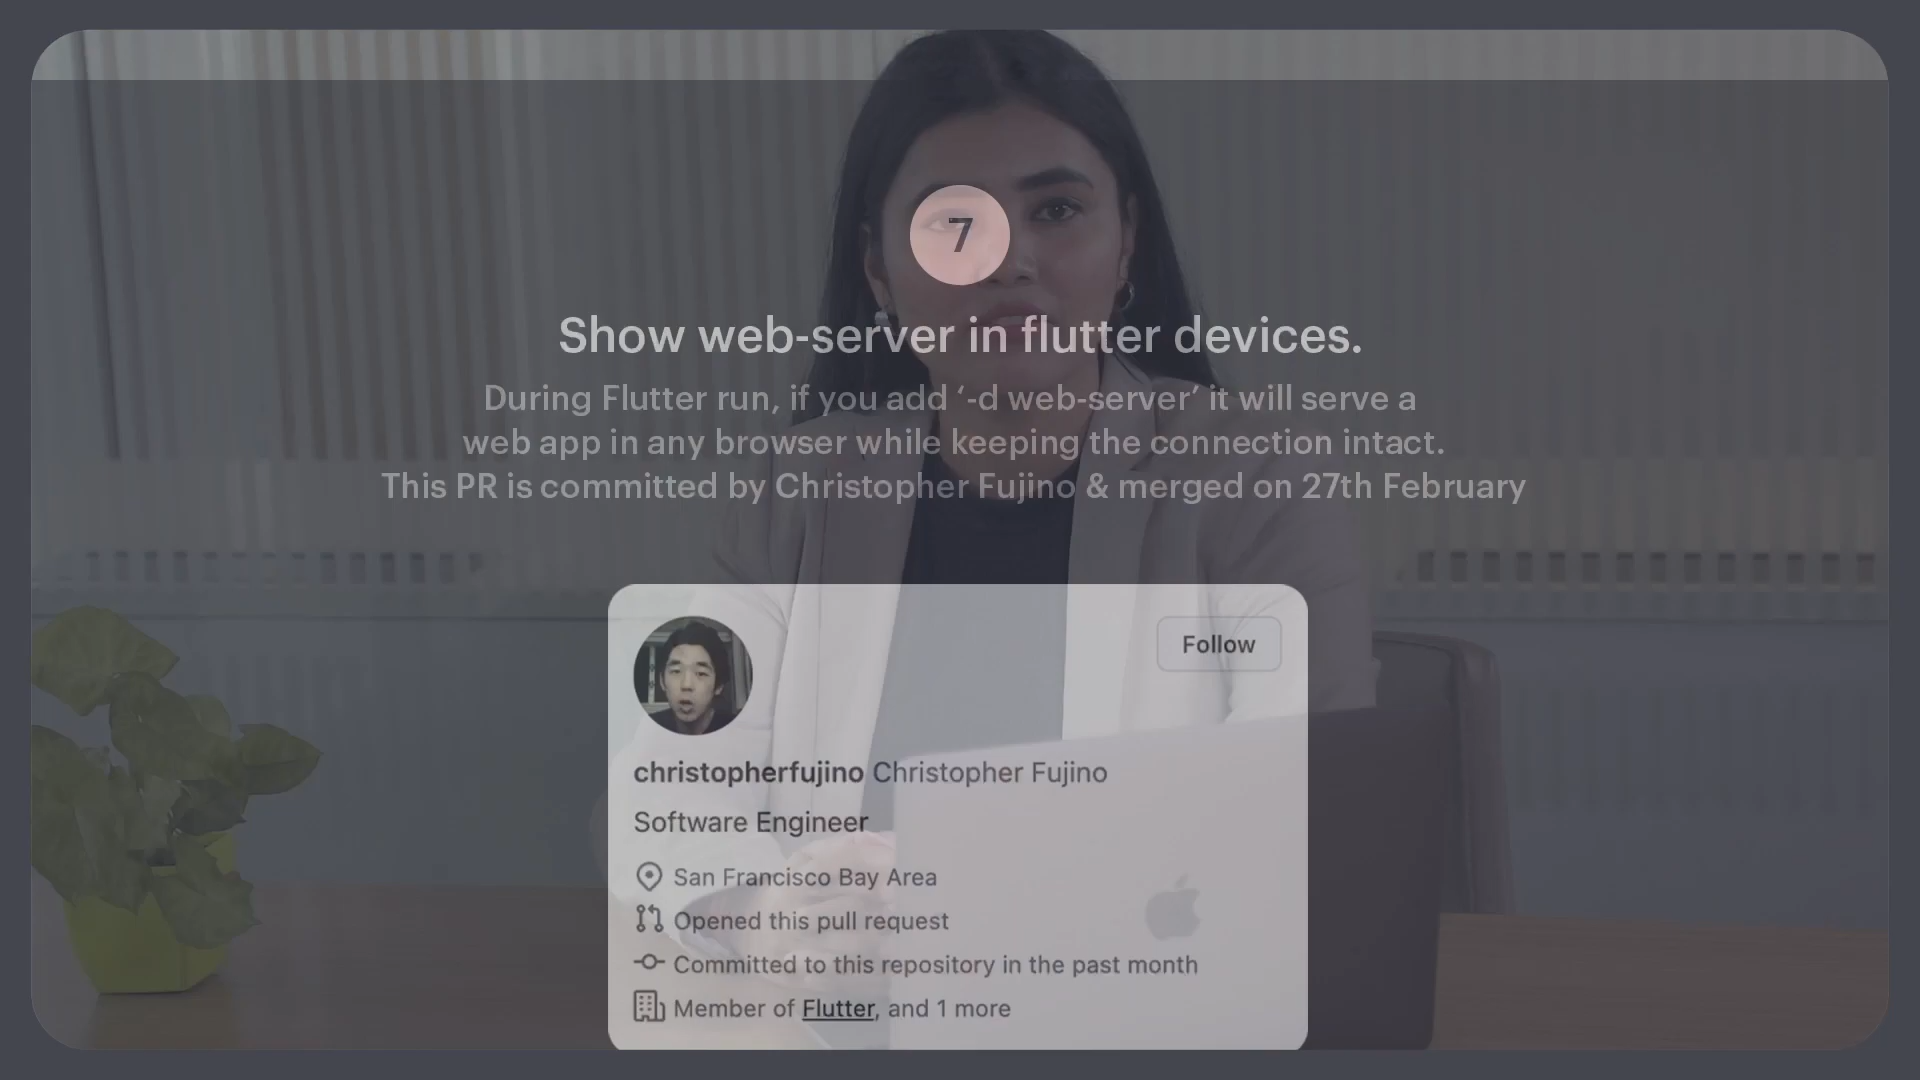 7
Show web-server in flutter devices.
During Flutter run, if you add ‘-d web-server’ it will serve a
web app in any browser while keeping the connection intact.
This PR is committed by Christopher Fujino & merged on 27th February
Follow
christopherfujino Christopher Fujino
Software Engineer
San Francisco Bay Area
Opened this pull request
Committed to this repository in the past month
Member of Flutter, and 1 more